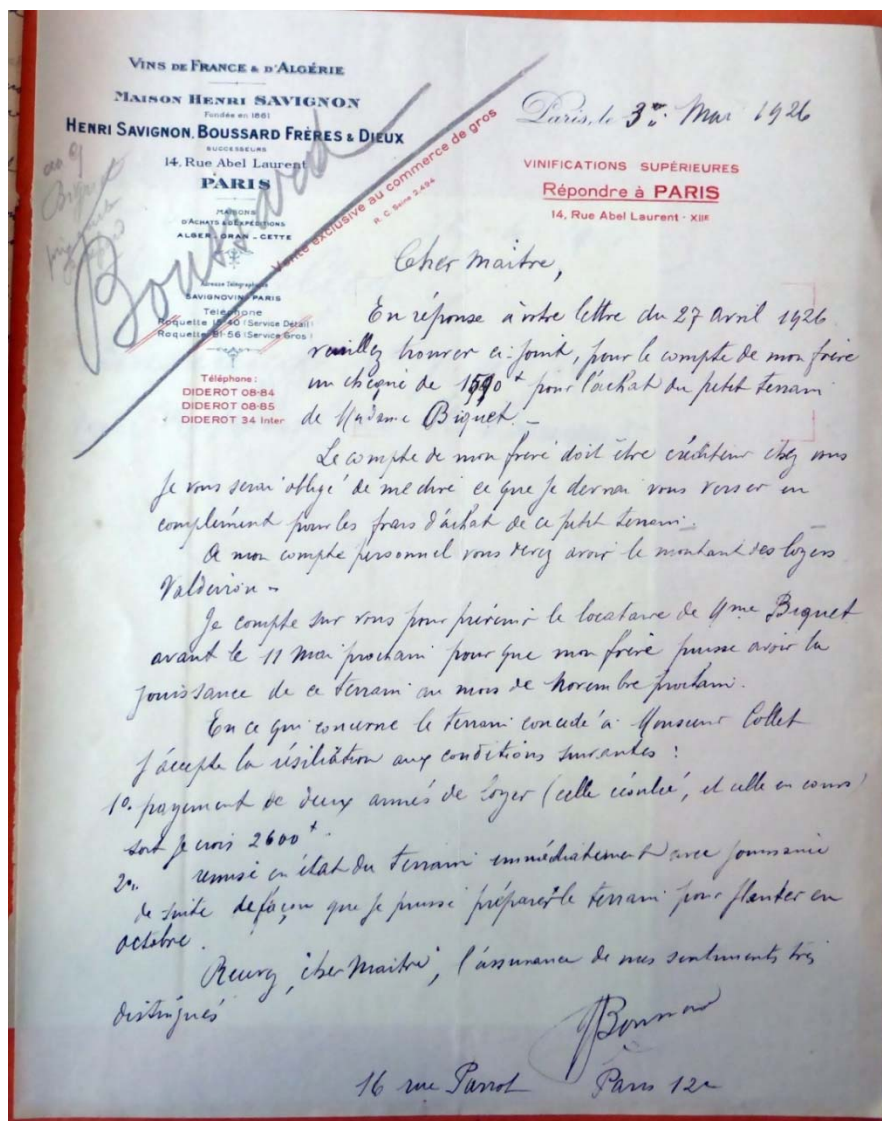 VINS DE FRANCE & D'ALGÉRIE
MAISON HENRI SAVIGNON
Fondée en 1861
HENRI SAVIGNON, BOUSSARD FRÈRES & DIEUX
SUCCESSEURS
14, Rue Abel Laurent
PARIS
MAISONS
D'ACHATS & D'EXPÉDITIONS
ALGER - ORAN - CETTE
Adresse Télégraphique
SAVIGNOVIN - PARIS
Téléphone
Roquette 15-40 (Service Détail)
Roquette 81-56 (Service Gros)
Téléphone :
DIDEROT 08-84
DIDEROT 08-85
DIDEROT 34 Inter
Boussard
Vente exclusive au commerce de gros
R. C. Seine 2.494
Paris, le 3 Mai 1926
VINIFICATIONS SUPÉRIEURES
Répondre à PARIS
14, Rue Abel Laurent - XIIe
Cher Maitre,
En réponse à votre lettre du 27 avril 1926
veuillez trouver ci-joint, pour le compte de mon frère
un chèque de pour l'achat du petit terrain
de Madame Biquet. -
Le compte de mon frère doit être créditeur chez vous
Je vous serai obligé de me dire ce que je devrai vous verser en
complément pour les frais d'achat de ce petit terrain.
A mon compte personnel vous devez avoir le montant des loyers
Je compte sur vous pour prévenir le locataire de Mme Biquet
avant le 11 Mai prochain pour que mon frère puisse avoir la
jouissance de ce terrain au mois de Novembre prochain.
En ce qui concerne le terrain concédé à Monsieur Collet
j'accepte la résiliation aux conditions suivantes :
1o. payement de deux années de loyer (celle écoulée, et celle en cours)
soit je crois 2600 f.
2o. remise en état du terrain immédiatement avec jouissance
de suite de façon que je puisse préparer le terrain pour planter en
octobre.
Recevez, cher Maitre, l'assurance de mes sentiments très
distingués
Boussard
16 rue Parrot Paris 12e